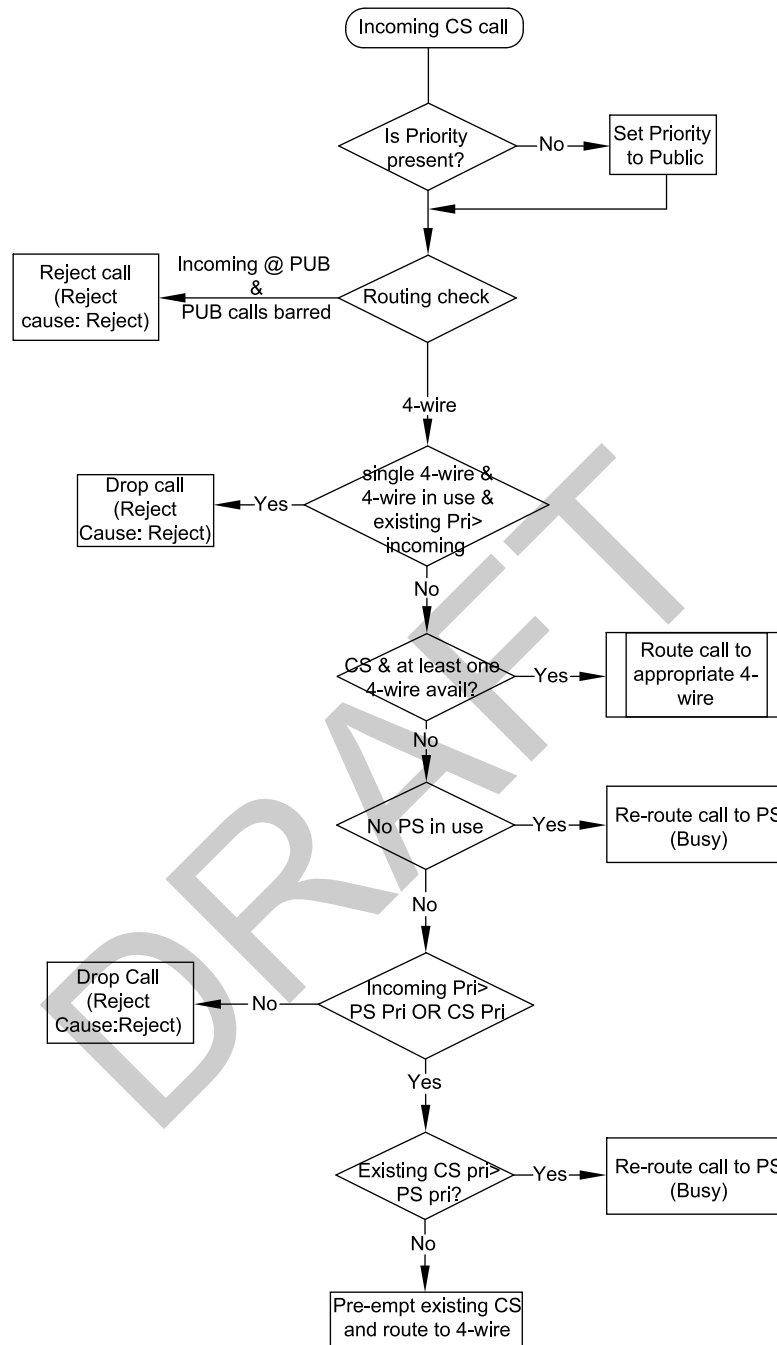 Incoming CS call
Is Priority
present?
No
Set Priority
to Public
Reject call
(Reject
cause: Reject)
Incoming @ PUB
&
PUB calls barred
Routing check
4-wire
Drop call
(Reject
Cause: Reject)
Yes
single 4-wire &
4-wire in use &
existing Pri>
incoming
No
CS & at least one
4-wire avail?
Yes
Route call to
appropriate 4-
wire
No
No PS in use
Yes
Re-route call to PS
(Busy)
No
Drop Call
(Reject
Cause:Reject)
No
Incoming Pri>
PS Pri OR CS Pri
Yes
Existing CS pri>
PS pri?
Yes
Re-route call to PS
(Busy)
No
Pre-empt existing CS
and route to 4-wire
DRAFT